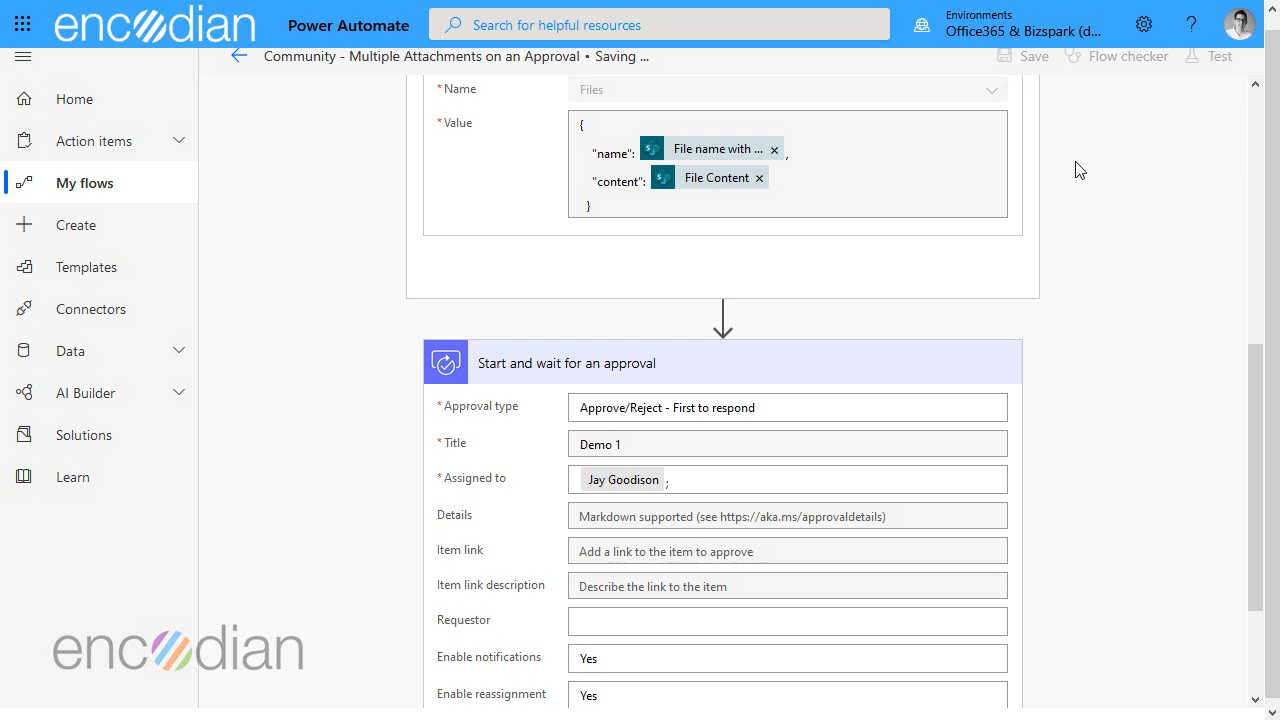 encodian
Power Automate
Search for helpful resources
Environments
Office365 & Bizspark (d...
?
Community - Multiple Attachments on an Approval • Saving ...
Save
Flow checker
Test
Home
Action items
My flows
Create
Templates
Connectors
Data
AI Builder
Solutions
Learn
* Name
Files
* Value
{
"name": File name with ... × ,
"content": File Content ×
}
Start and wait for an approval
* Approval type
Approve/Reject - First to respond
* Title
Demo 1
* Assigned to
Jay Goodison ;
Details
Markdown supported (see https://aka.ms/approvaldetails)
Item link
Add a link to the item to approve
Item link description
Describe the link to the item
Requestor
Enable notifications
Yes
Enable reassignment
Yes
encodian